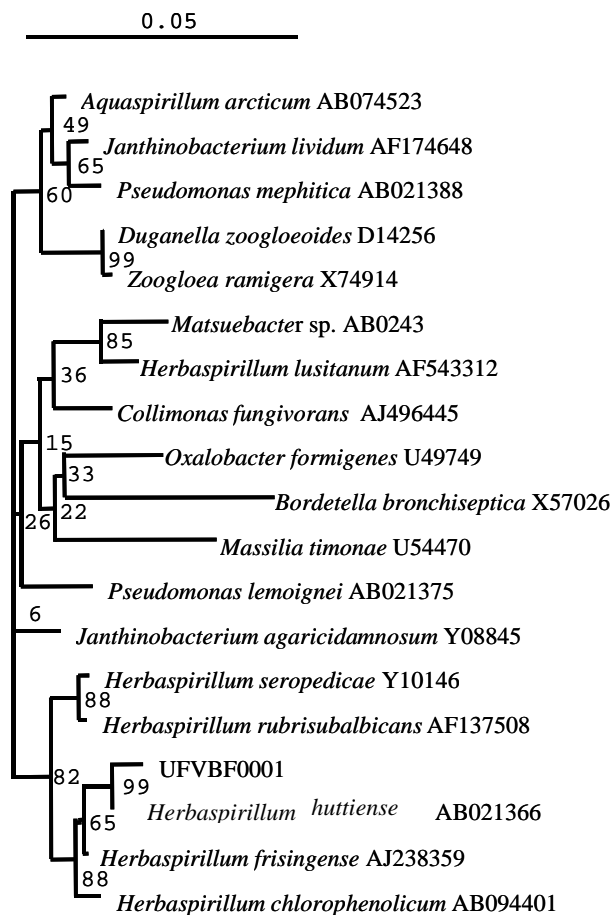 0.05
Aquaspirillum arcticum AB074523
49
Janthinobacterium lividum AF174648
65
Pseudomonas mephitica AB021388
60
Duganella zoogloeoides D14256
99
Zoogloea ramigera X74914
Matsuebacter sp. AB0243
85
Herbaspirillum lusitanum AF543312
36
Collimonas fungivorans AJ496445
15
Oxalobacter formigenes U49749
33
Bordetella bronchiseptica X57026
22
26
Massilia timonae U54470
Pseudomonas lemoignei AB021375
6
Janthinobacterium agaricidamnosum Y08845
Herbaspirillum seropedicae Y10146
88
Herbaspirillum rubrisubalbicans AF137508
UFVBF0001
82
99
Herbaspirillum huttiense AB021366
65
Herbaspirillum frisingense AJ238359
88
Herbaspirillum chlorophenolicum AB094401